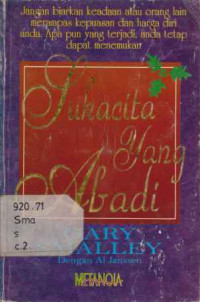 Jangan biarkan keadaan atau orang lain
merampas kepuasan dan harga diri
anda. Apa pun yang terjadi, anda tetap
dapat menemukan
Sukacita
Yang
Abadi
920.71
Sma
s
c.2
GARY
SMALLEY
Dengan Al Janssen
METANOIA